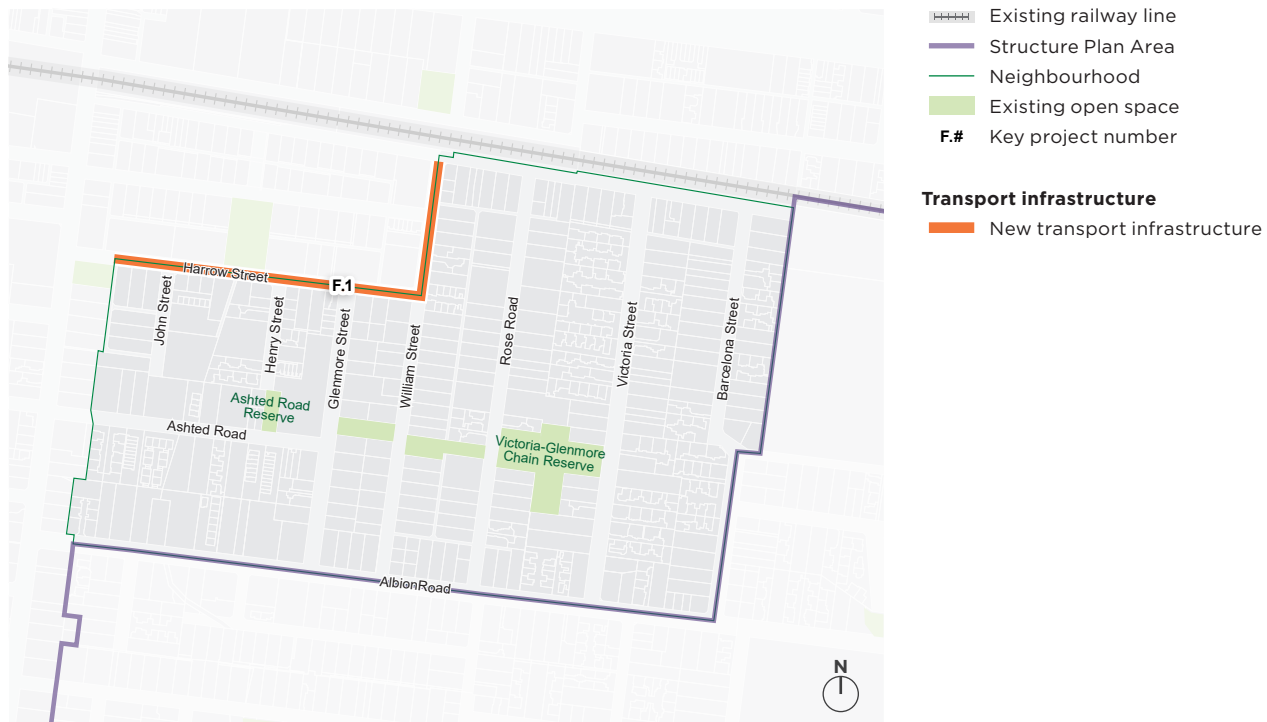 Existing railway line
Structure Plan Area
Neighbourhood
Existing open space
F.# Key project number
Transport infrastructure
New transport infrastructure
Harrow Street
F.1
John Street
Henry Street
Glenmore Street
William Street
Rose Road
Victoria Street
Barcelona Street
Ashted Road
Reserve
Ashted Road
Victoria-Glenmore
Chain Reserve
AlbionRoad
N